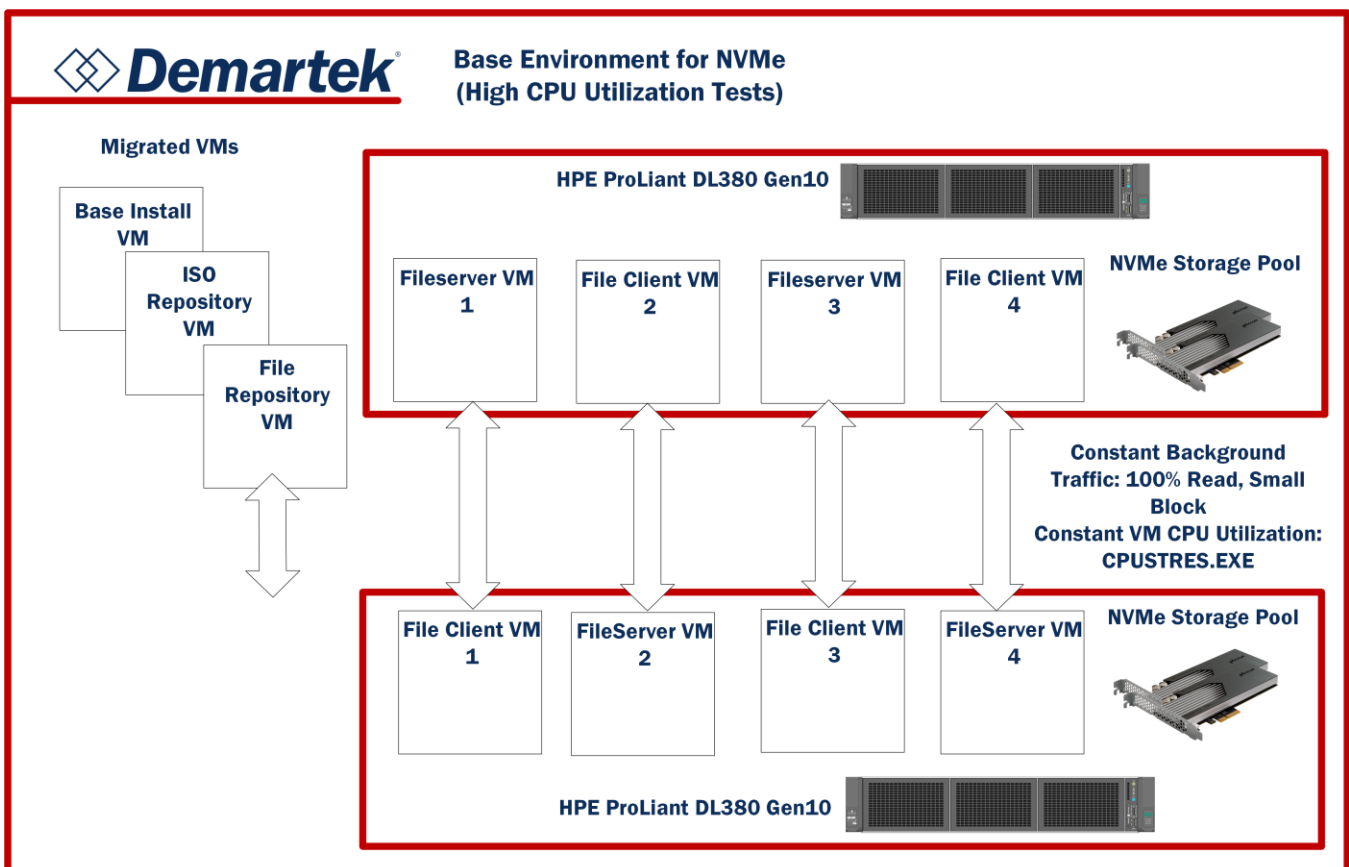 Demartek®
Base Environment for NVMe
(High CPU Utilization Tests)
Migrated VMs
Base Install
VM
ISO
Repository
VM
File
Repository
VM
HPE ProLiant DL380 Gen10
Fileserver VM
1
File Client VM
2
Fileserver VM
3
File Client VM
4
NVMe Storage Pool
Constant Background
Traffic: 100% Read, Small
Block
Constant VM CPU Utilization:
CPUSTRES.EXE
File Client VM
1
FileServer VM
2
File Client VM
3
FileServer VM
4
NVMe Storage Pool
HPE ProLiant DL380 Gen10